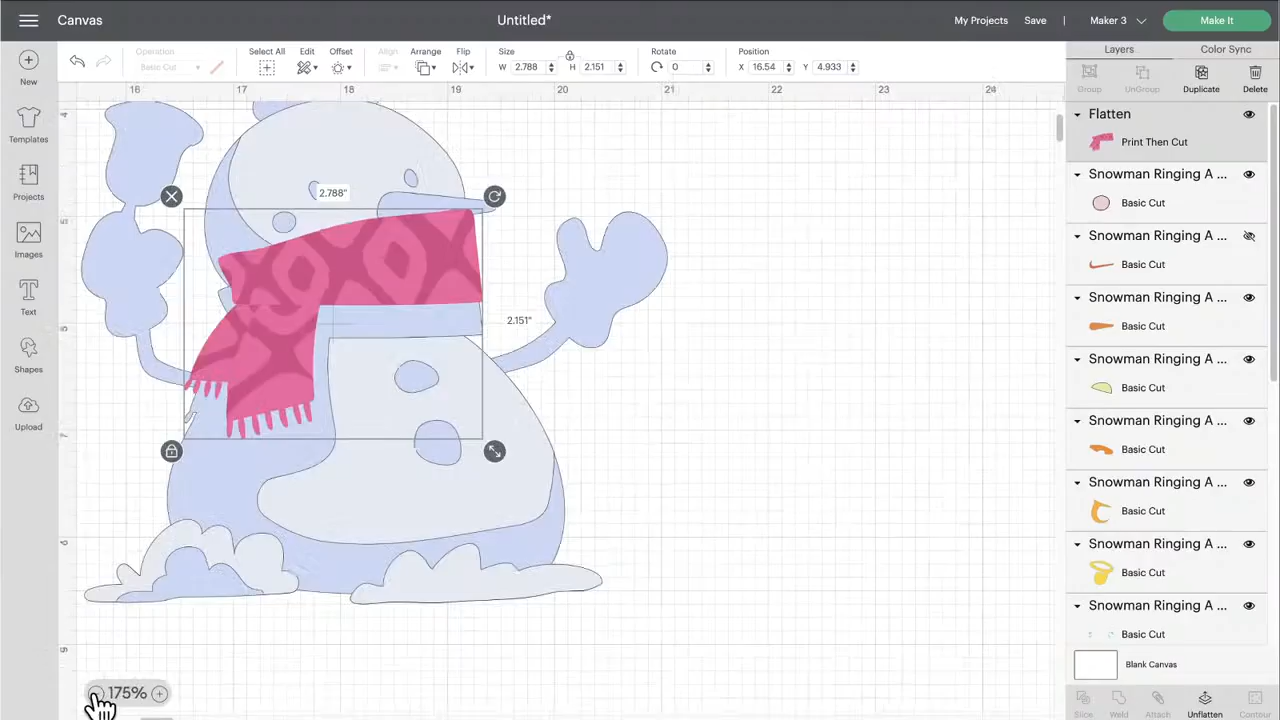 Canvas
Untitled*
My Projects
Save
Maker 3
Make It
Operation
Basic Cut
Select All
Edit
Offset
Align
Arrange
Flip
Size
W 2.788
H 2.151
Rotate
0
Position
X 16.54
Y 4.933
Layers
Color Sync
New
Templates
Projects
Images
Text
Shapes
Upload
16 17 18 19 20 21 22 23 24
2.788"
2.151"
175%
Group
UnGroup
Duplicate
Delete
Flatten
Print Then Cut
Snowman Ringing A ...
Basic Cut
Snowman Ringing A ...
Basic Cut
Snowman Ringing A ...
Basic Cut
Snowman Ringing A ...
Basic Cut
Snowman Ringing A ...
Basic Cut
Snowman Ringing A ...
Basic Cut
Snowman Ringing A ...
Basic Cut
Snowman Ringing A ...
Basic Cut
Blank Canvas
Slice
Weld
Attach
Unflatten
Contour